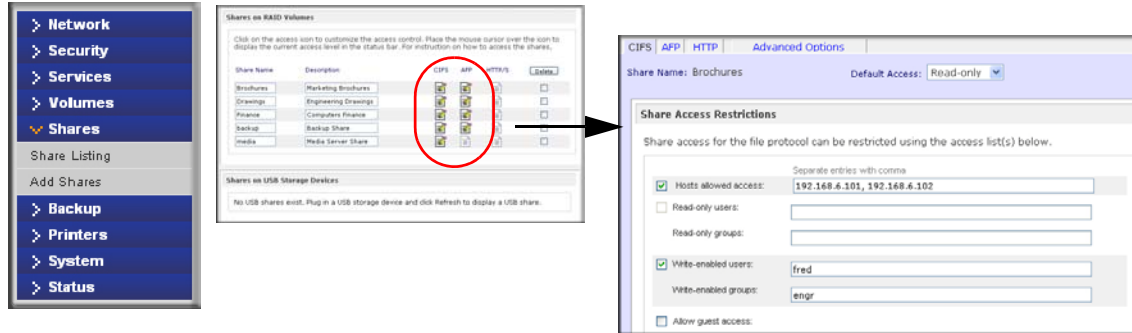 Network
Security
Services
Volumes
Shares
Share Listing
Add Shares
Backup
Printers
System
Status
Shares on RAID Volumes
Click on the access icon to customize the access control. Place the mouse cursor over the icon to
display the current access level in the status bar. For instruction on how to access the shares,
Share Name Description CIFS AFP HTTP/S Delete
Brochures Marketing Brochures
Drawings Engineering Drawings
Finance Computers Finance
backup Backup Share
media Media Server Share
Shares on USB Storage Devices
No USB shares exist. Plug in a USB storage device and click Refresh to display a USB share.
CIFS AFP HTTP Advanced Options
Share Name: Brochures Default Access: Read-only
Share Access Restrictions
Share access for the file protocol can be restricted using the access list(s) below.
Separate entries with comma
Hosts allowed access: 192.168.6.101, 192.168.6.102
Read-only users:
Read-only groups:
Write-enabled users: fred
Write-enabled groups: engr
Allow guest access: